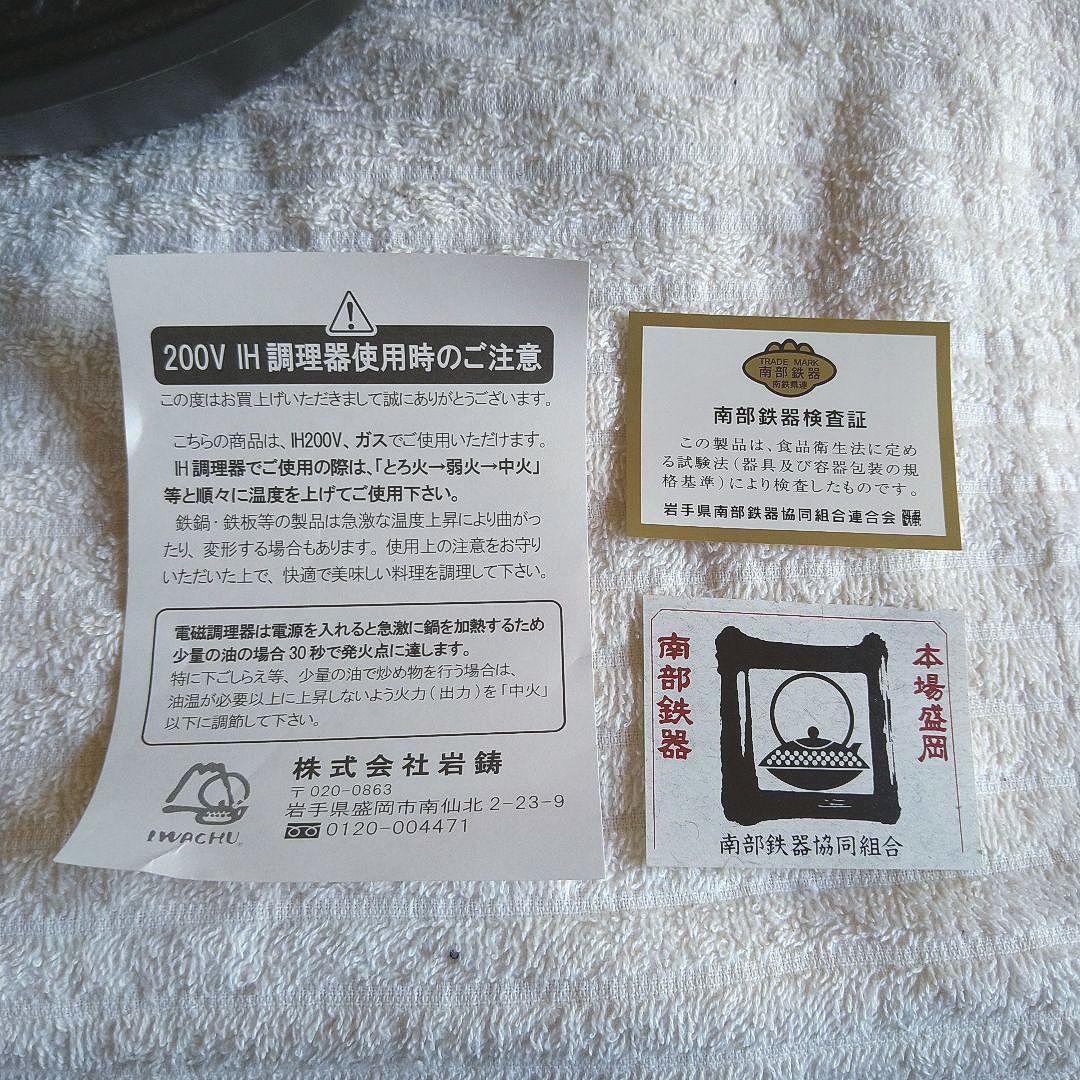 200V IH調理器使用時のご注意
この度はお買上げいただきまして誠にありがとうございます。
こちらの商品は、IH200V、ガスでご使用いただけます。
IH調理器でご使用の際は、「とろ火→弱火→中火」
等と順々に温度を上げてご使用下さい。
鉄鍋・鉄板等の製品は急激な温度上昇により曲がっ
たり、変形する場合もあります。使用上の注意をお守り
いただいた上で、快適で美味しい料理を調理して下さい。
電磁調理器は電源を入れると急激に鍋を加熱するため
少量の油の場合30秒で発火点に達します。
特に下ごしらえ等、少量の油で炒め物を行う場合は、
油温が必要以上に上昇しないよう火力(出力)を「中火」
以下に調節して下さい。
IWACHU
株式会社岩鋳
〒020-0863
岩手県盛岡市南仙北2-23-9
0120-004471
TRADE MARK
南部鉄器
南鉄県連
南部鉄器検査証
この製品は、食品衛生法に定め
る試験法(器具及び容器包装の規
格基準)により検査したものです。
岩手県南部鉄器協同組合連合会
本場盛岡
南部鉄器
南部鉄器協同組合